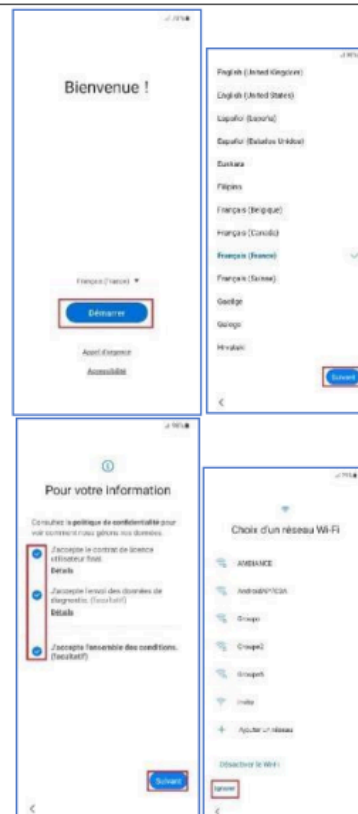 Bienvenue !
Français (France)
Démarrer
Appel d'urgence
Accessibilité
English (United Kingdom)
English (United States)
Español (España)
Español (Estados Unidos)
Euskara
Filipino
Français (Belgique)
Français (Canada)
Français (France)
Français (Suisse)
Gaeilge
Galego
Hrvatski
Suivant
Pour votre information
Consultez la politique de confidentialité pour
voir comment nous gérons vos données.
J'accepte le contrat de licence
utilisateur final
Détails
J'accepte l'envoi des données de
diagnostic. (facultatif)
Détails
J'accepte l'ensemble des conditions.
(facultatif)
Suivant
Choix d'un réseau Wi-Fi
AMBIANCE
Groupe
Groupe2
Groupe5
Invité
Ajouter un réseau
Désactiver le Wi-Fi
Ignorer